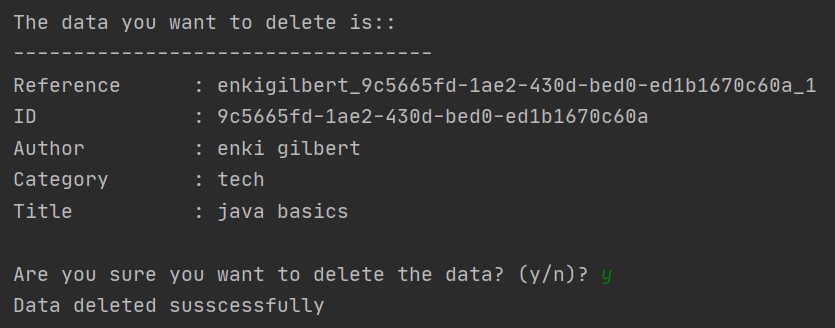 The data you want to delete is::
-----------------------------------
Reference      : enkigilbert_9c5665fd-1ae2-430d-bed0-ed1b1670c60a_1
ID             : 9c5665fd-1ae2-430d-bed0-ed1b1670c60a
Author         : enki gilbert
Category       : tech
Title          : java basics
Are you sure you want to delete the data? (y/n)? y
Data deleted susscessfully